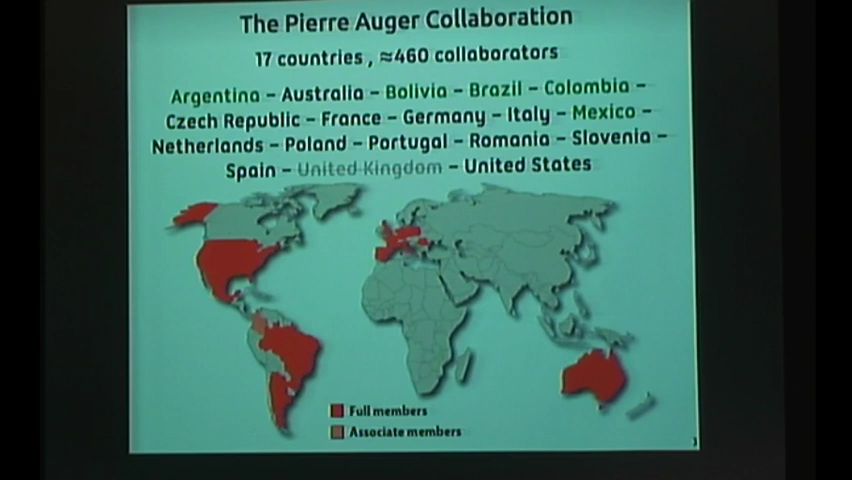 The Pierre Auger Collaboration
17 countries , ≈460 collaborators
Argentina – Australia – Bolivia – Brazil – Colombia –
Czech Republic – France – Germany – Italy – Mexico –
Netherlands – Poland – Portugal – Romania – Slovenia –
Spain – United Kingdom – United States
Full members
Associate members
3